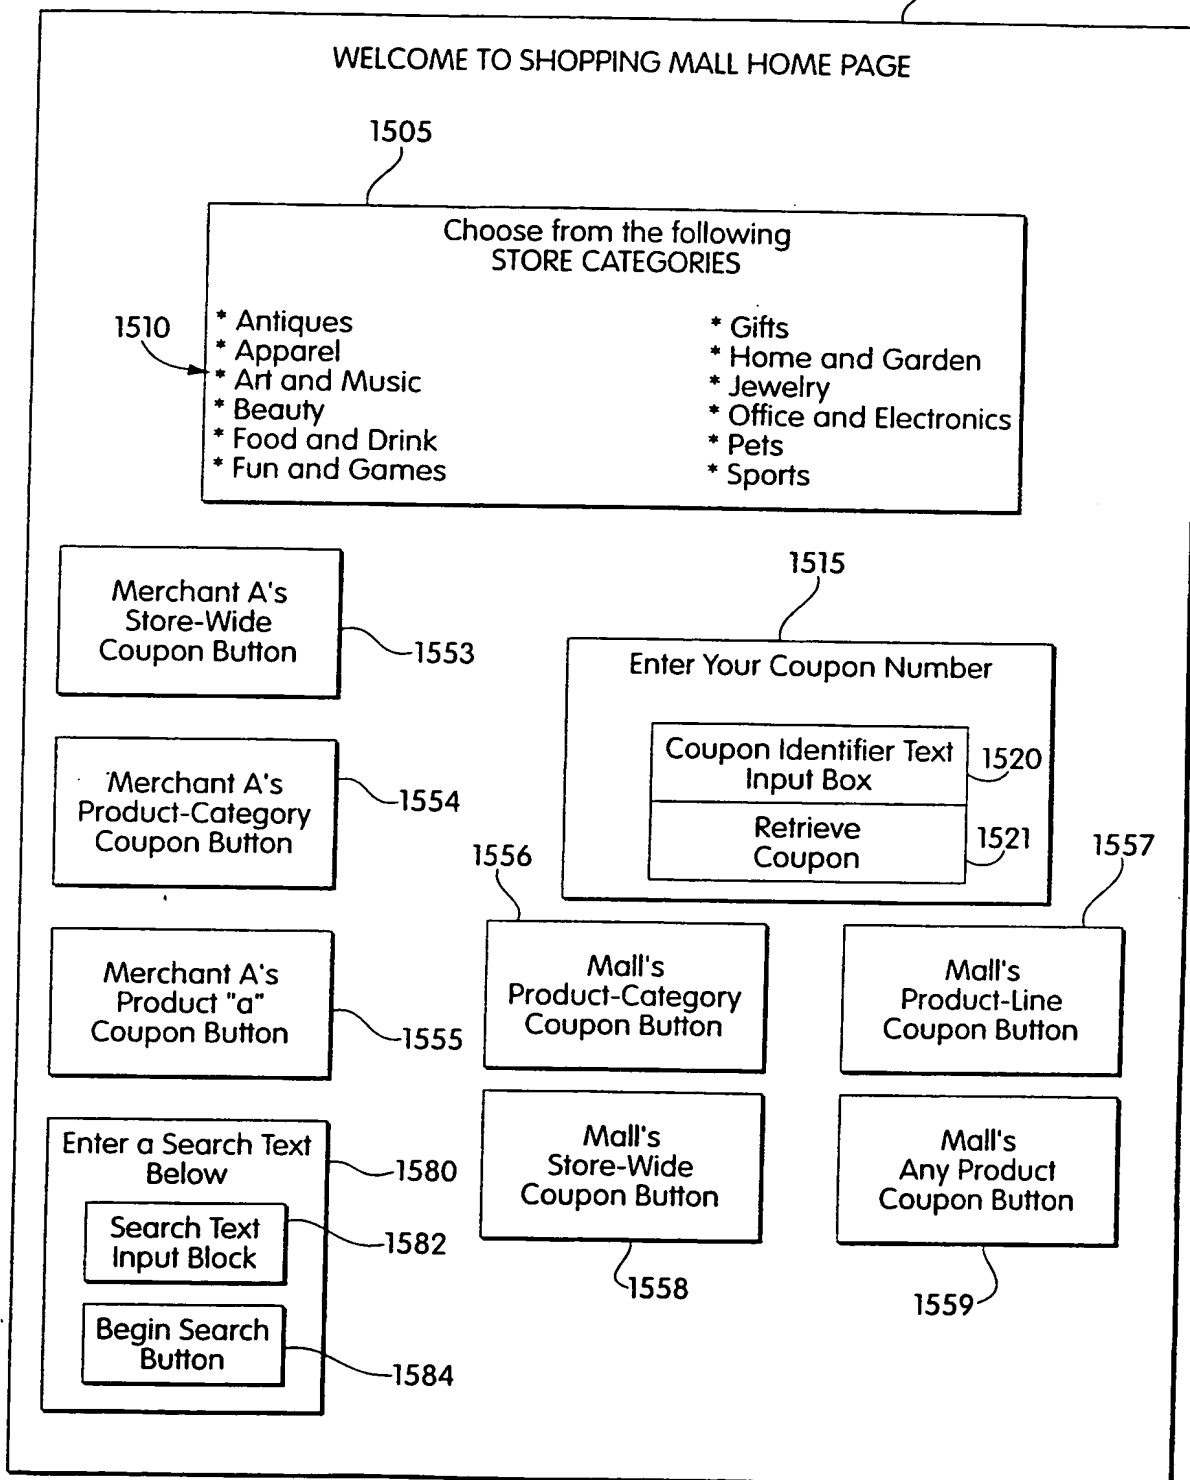 WELCOME TO SHOPPING MALL HOME PAGE
1505
Choose from the following
STORE CATEGORIES
1510
* Antiques
* Apparel
* Art and Music
* Beauty
* Food and Drink
* Fun and Games
* Gifts
* Home and Garden
* Jewelry
* Office and Electronics
* Pets
* Sports
Merchant A's
Store-Wide
Coupon Button
1553
1515
Enter Your Coupon Number
Coupon Identifier Text
Input Box
1520
Retrieve
Coupon
1521
Merchant A's
Product-Category
Coupon Button
1554
1556
1557
Merchant A's
Product "a"
Coupon Button
1555
Mall's
Product-Category
Coupon Button
Mall's
Product-Line
Coupon Button
Enter a Search Text
Below
1580
Search Text
Input Block
1582
Begin Search
Button
1584
Mall's
Store-Wide
Coupon Button
1558
Mall's
Any Product
Coupon Button
1559